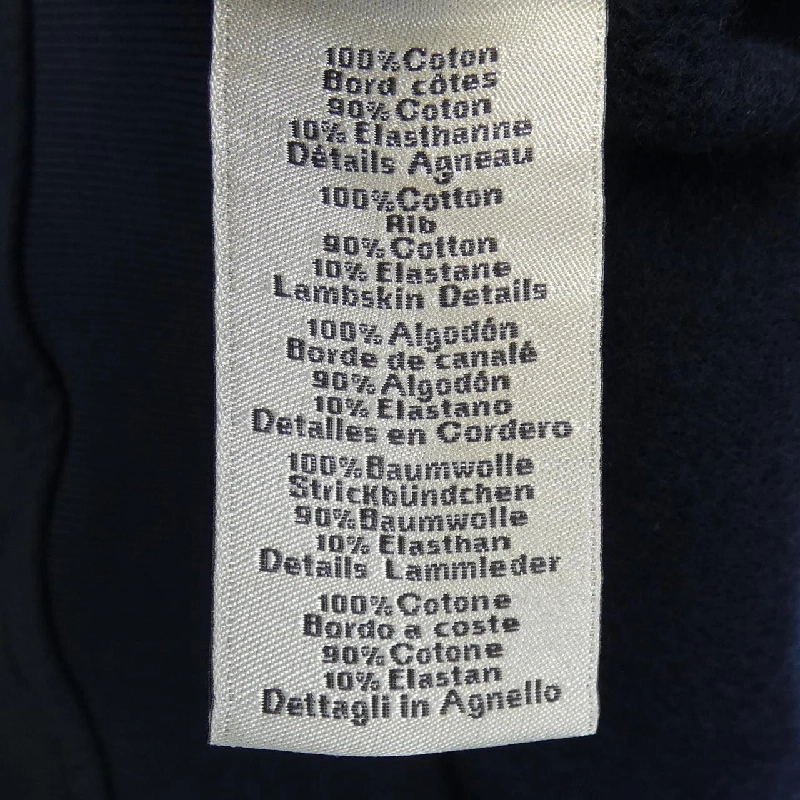 100%Coton
Bord côtes
90% Coton
10% Elasthanne
Détails Agneau
100%Cotton
Rib
90% Cotton
10% Elastane
Lambskin Details
100% Algodón
Borde de canalé
90% Algodón
10% Elastano
Detalles en Cordero
100%Baumwolle
Strickbündchen
90%Baumwolle
10% Elasthan
Details Lammleder
100%Cotone
Bordo a coste
90%Cotone
10% Elastan
Dettagli in Agnello